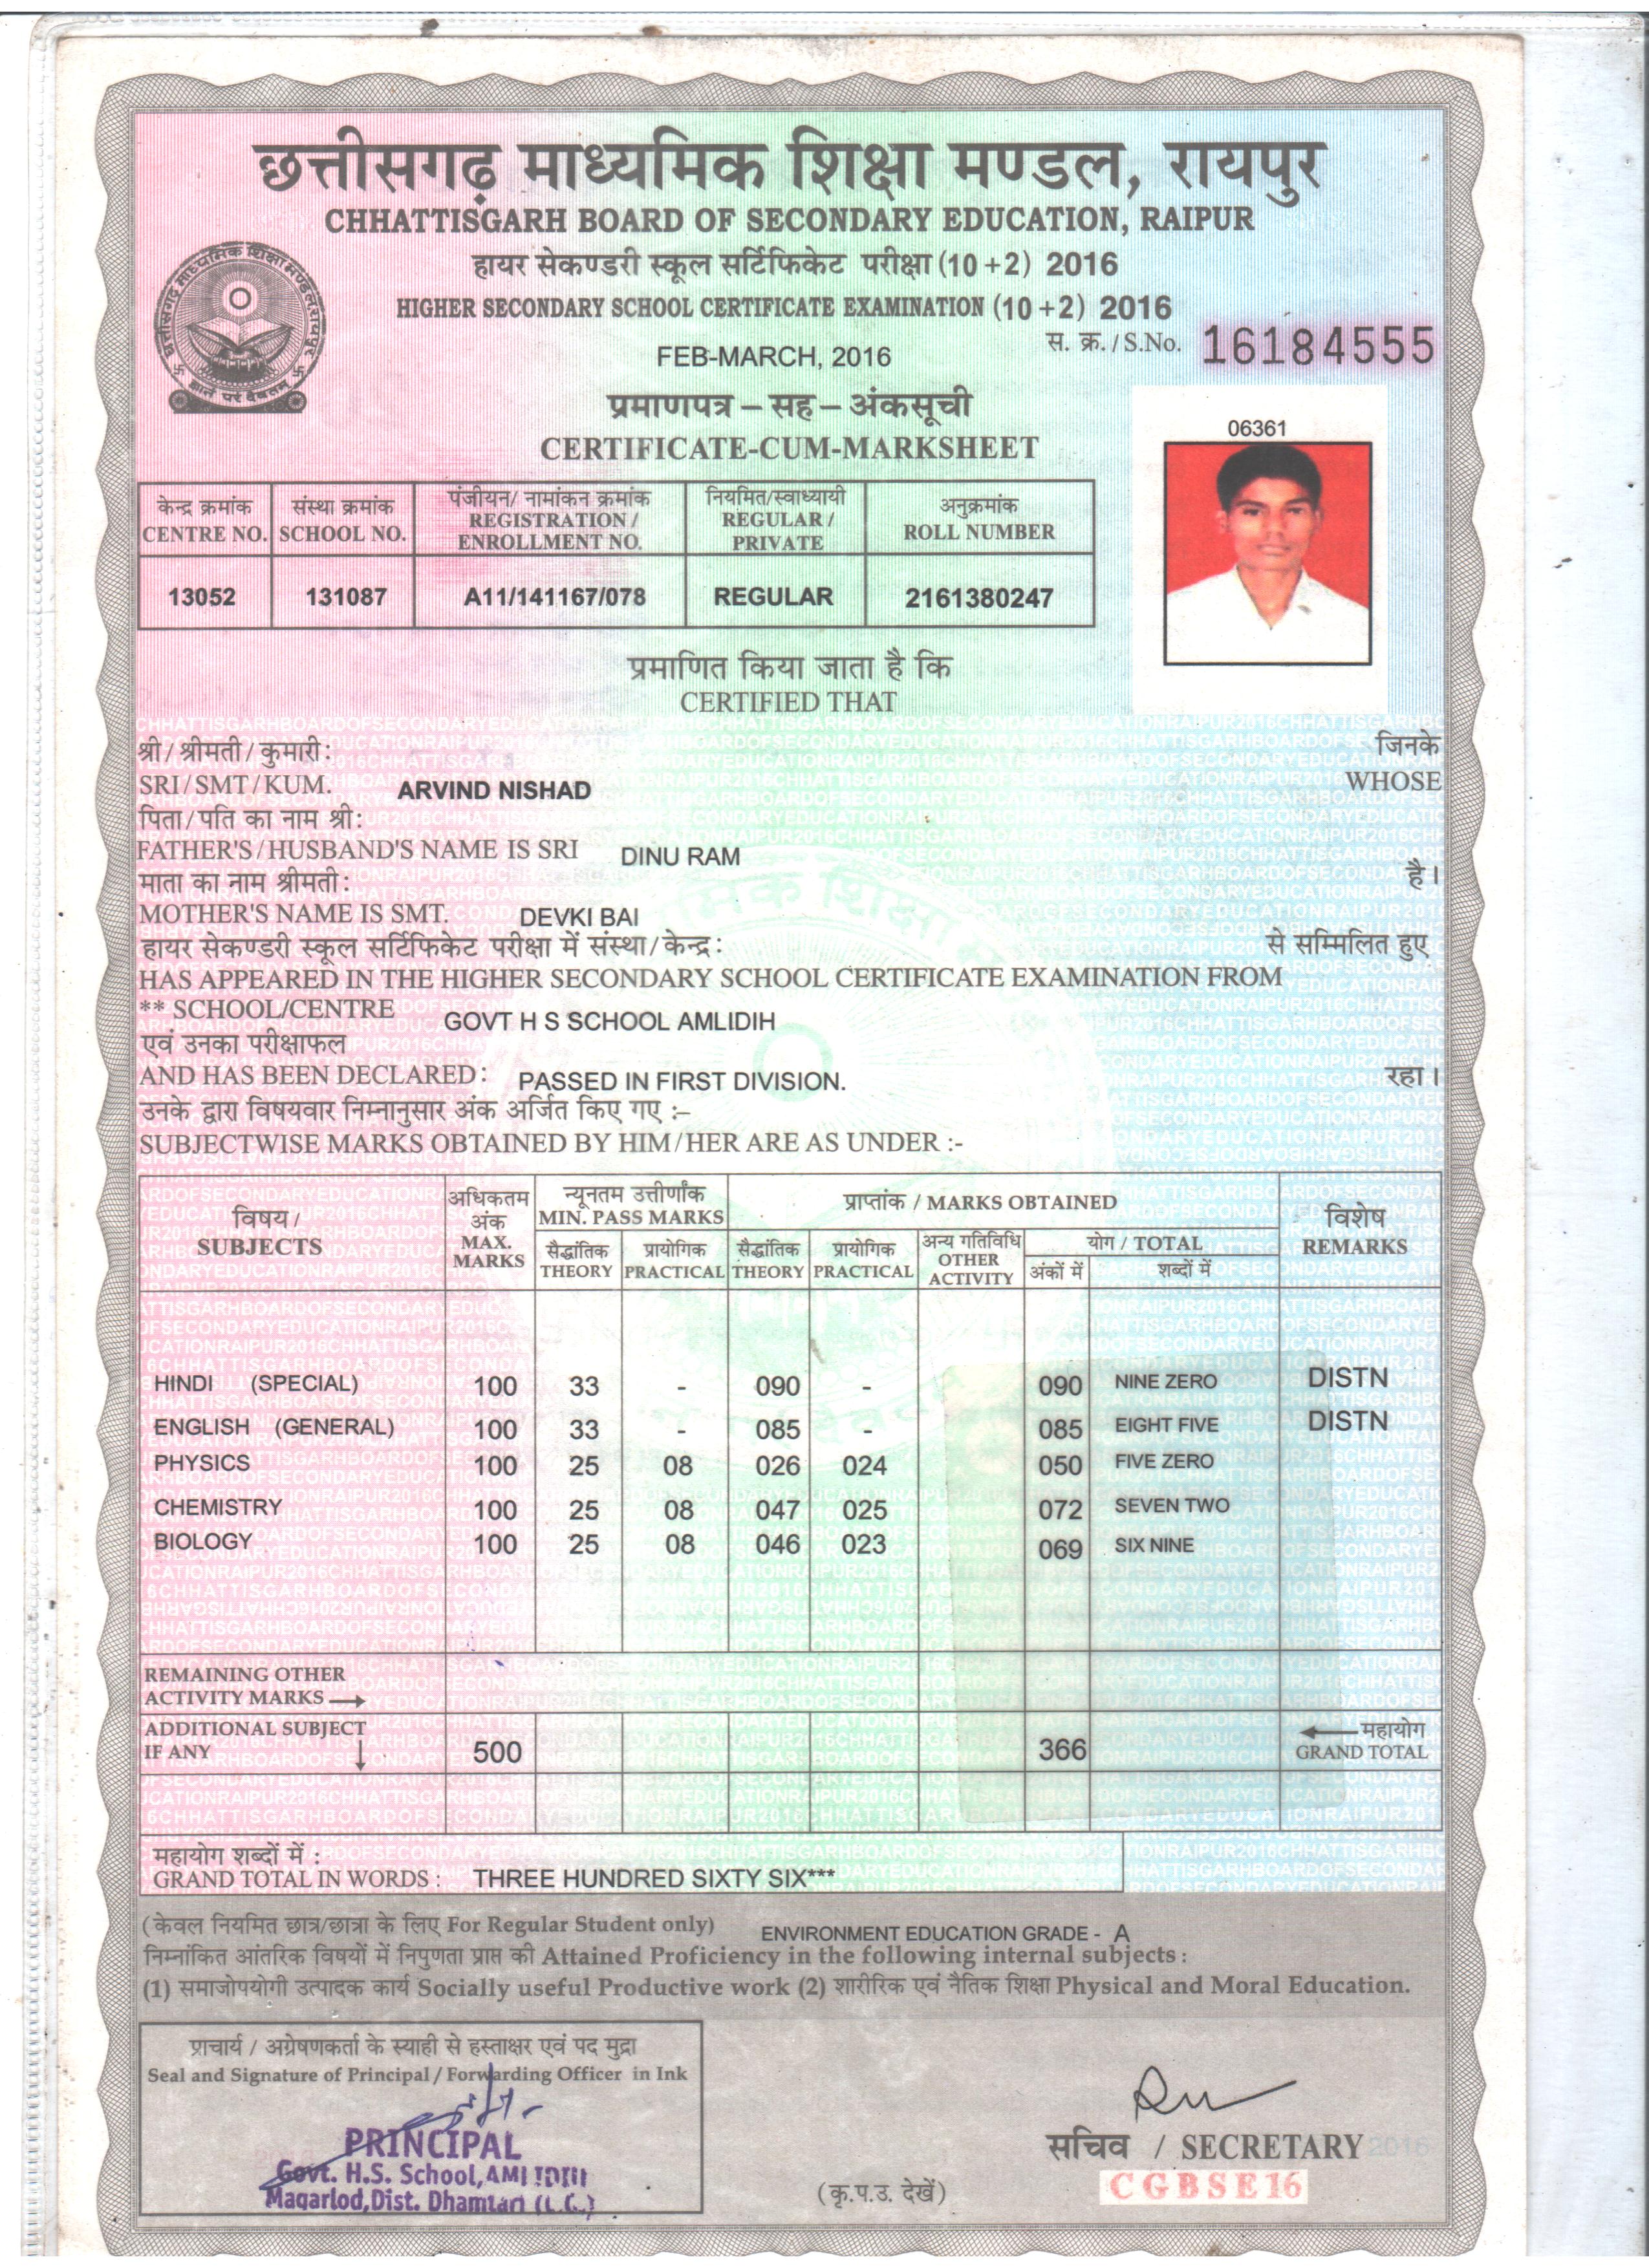 छत्तीसगढ़ माध्यमिक शिक्षा मण्डल, रायपुर
CHHATTISGARH BOARD OF SECONDARY EDUCATION, RAIPUR
हायर सेकण्डरी स्कूल सर्टिफिकेट परीक्षा (10+2) 2016
HIGHER SECONDARY SCHOOL CERTIFICATE EXAMINATION (10+2) 2016
FEB-MARCH, 2016
स. क्र. / S.No. 16184555
प्रमाणपत्र – सह – अंकसूची
CERTIFICATE-CUM-MARKSHEET
06361
केन्द्र क्रमांक संस्था क्रमांक पंजीयन/ नामांकन क्रमांक नियमित/स्वाध्यायी अनुक्रमांक
CENTRE NO. SCHOOL NO. REGISTRATION / ENROLLMENT NO. REGULAR / PRIVATE ROLL NUMBER
13052 131087 A11/141167/078 REGULAR 2161380247
प्रमाणित किया जाता है कि
CERTIFIED THAT
श्री / श्रीमती / कुमारी : जिनके
SRI / SMT / KUM. ARVIND NISHAD WHOSE
पिता / पति का नाम श्री :
FATHER'S / HUSBAND'S NAME IS SRI DINU RAM
माता का नाम श्रीमती : है।
MOTHER'S NAME IS SMT. DEVKI BAI
हायर सेकण्डरी स्कूल सर्टिफिकेट परीक्षा में संस्था / केन्द्र : से सम्मिलित हुए
HAS APPEARED IN THE HIGHER SECONDARY SCHOOL CERTIFICATE EXAMINATION FROM
** SCHOOL/CENTRE GOVT H S SCHOOL AMLIDIH
एवं उनका परीक्षाफल
AND HAS BEEN DECLARED : PASSED IN FIRST DIVISION. रहा।
उनके द्वारा विषयवार निम्नानुसार अंक अर्जित किए गए :–
SUBJECTWISE MARKS OBTAINED BY HIM/HER ARE AS UNDER :-
विषय / SUBJECTS अधिकतम अंक MAX. MARKS न्यूनतम उत्तीर्णांक MIN. PASS MARKS प्राप्तांक / MARKS OBTAINED विशेष REMARKS
सैद्धांतिक THEORY प्रायोगिक PRACTICAL सैद्धांतिक THEORY प्रायोगिक PRACTICAL अन्य गतिविधि OTHER ACTIVITY योग / TOTAL
अंकों में शब्दों में
HINDI (SPECIAL) 100 33 - 090 - 090 NINE ZERO DISTN
ENGLISH (GENERAL) 100 33 - 085 - 085 EIGHT FIVE DISTN
PHYSICS 100 25 08 026 024 050 FIVE ZERO
CHEMISTRY 100 25 08 047 025 072 SEVEN TWO
BIOLOGY 100 25 08 046 023 069 SIX NINE
REMAINING OTHER
ACTIVITY MARKS →
ADDITIONAL SUBJECT ← महायोग
IF ANY ↓ 500 366 GRAND TOTAL
महायोग शब्दों में :
GRAND TOTAL IN WORDS : THREE HUNDRED SIXTY SIX***
(केवल नियमित छात्र/छात्रा के लिए For Regular Student only) ENVIRONMENT EDUCATION GRADE - A
निम्नांकित आंतरिक विषयों में निपुणता प्राप्त की Attained Proficiency in the following internal subjects :
(1) समाजोपयोगी उत्पादक कार्य Socially useful Productive work (2) शारीरिक एवं नैतिक शिक्षा Physical and Moral Education.
प्राचार्य / अग्रेषणकर्ता के स्याही से हस्ताक्षर एवं पद मुद्रा
Seal and Signature of Principal / Forwarding Officer in Ink
PRINCIPAL
Govt. H.S. School,
Magarlod, Dist.
सचिव / SECRETARY 2016
(कृ.प.उ. देखें)
CGBSE16